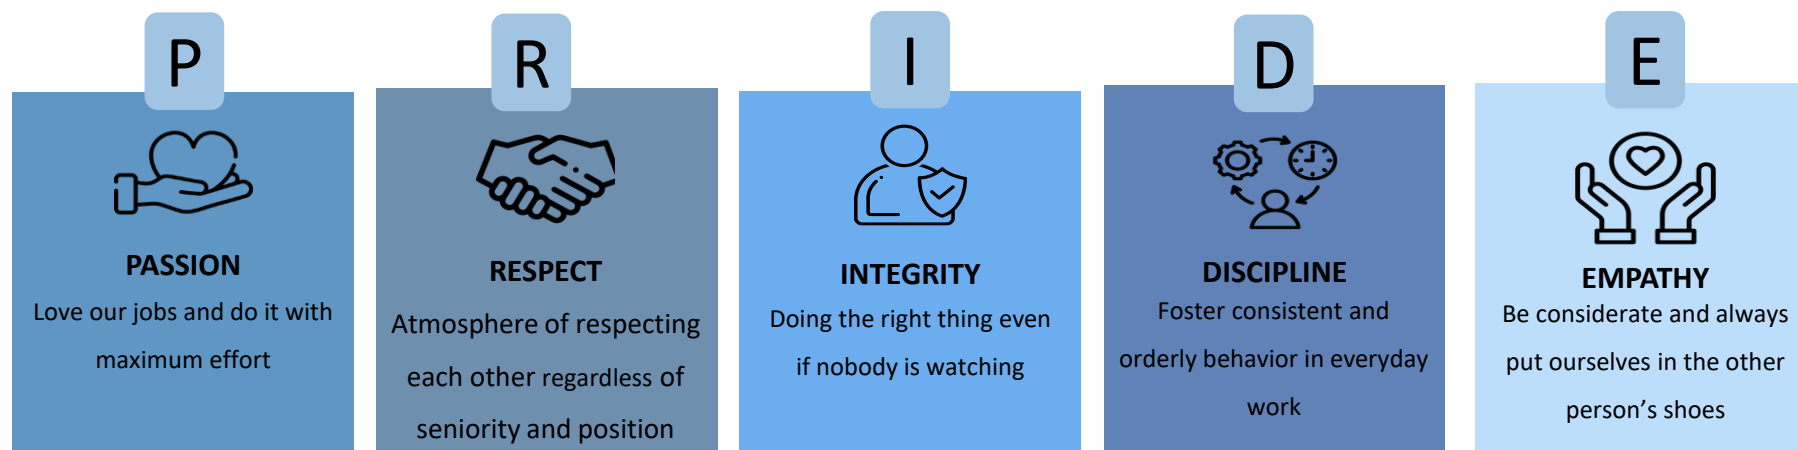 P
PASSION
Love our jobs and do it with
maximum effort
R
RESPECT
Atmosphere of respecting
each other regardless of
seniority and position
I
INTEGRITY
Doing the right thing even
if nobody is watching
D
DISCIPLINE
Foster consistent and
orderly behavior in everyday
work
E
EMPATHY
Be considerate and always
put ourselves in the other
person’s shoes